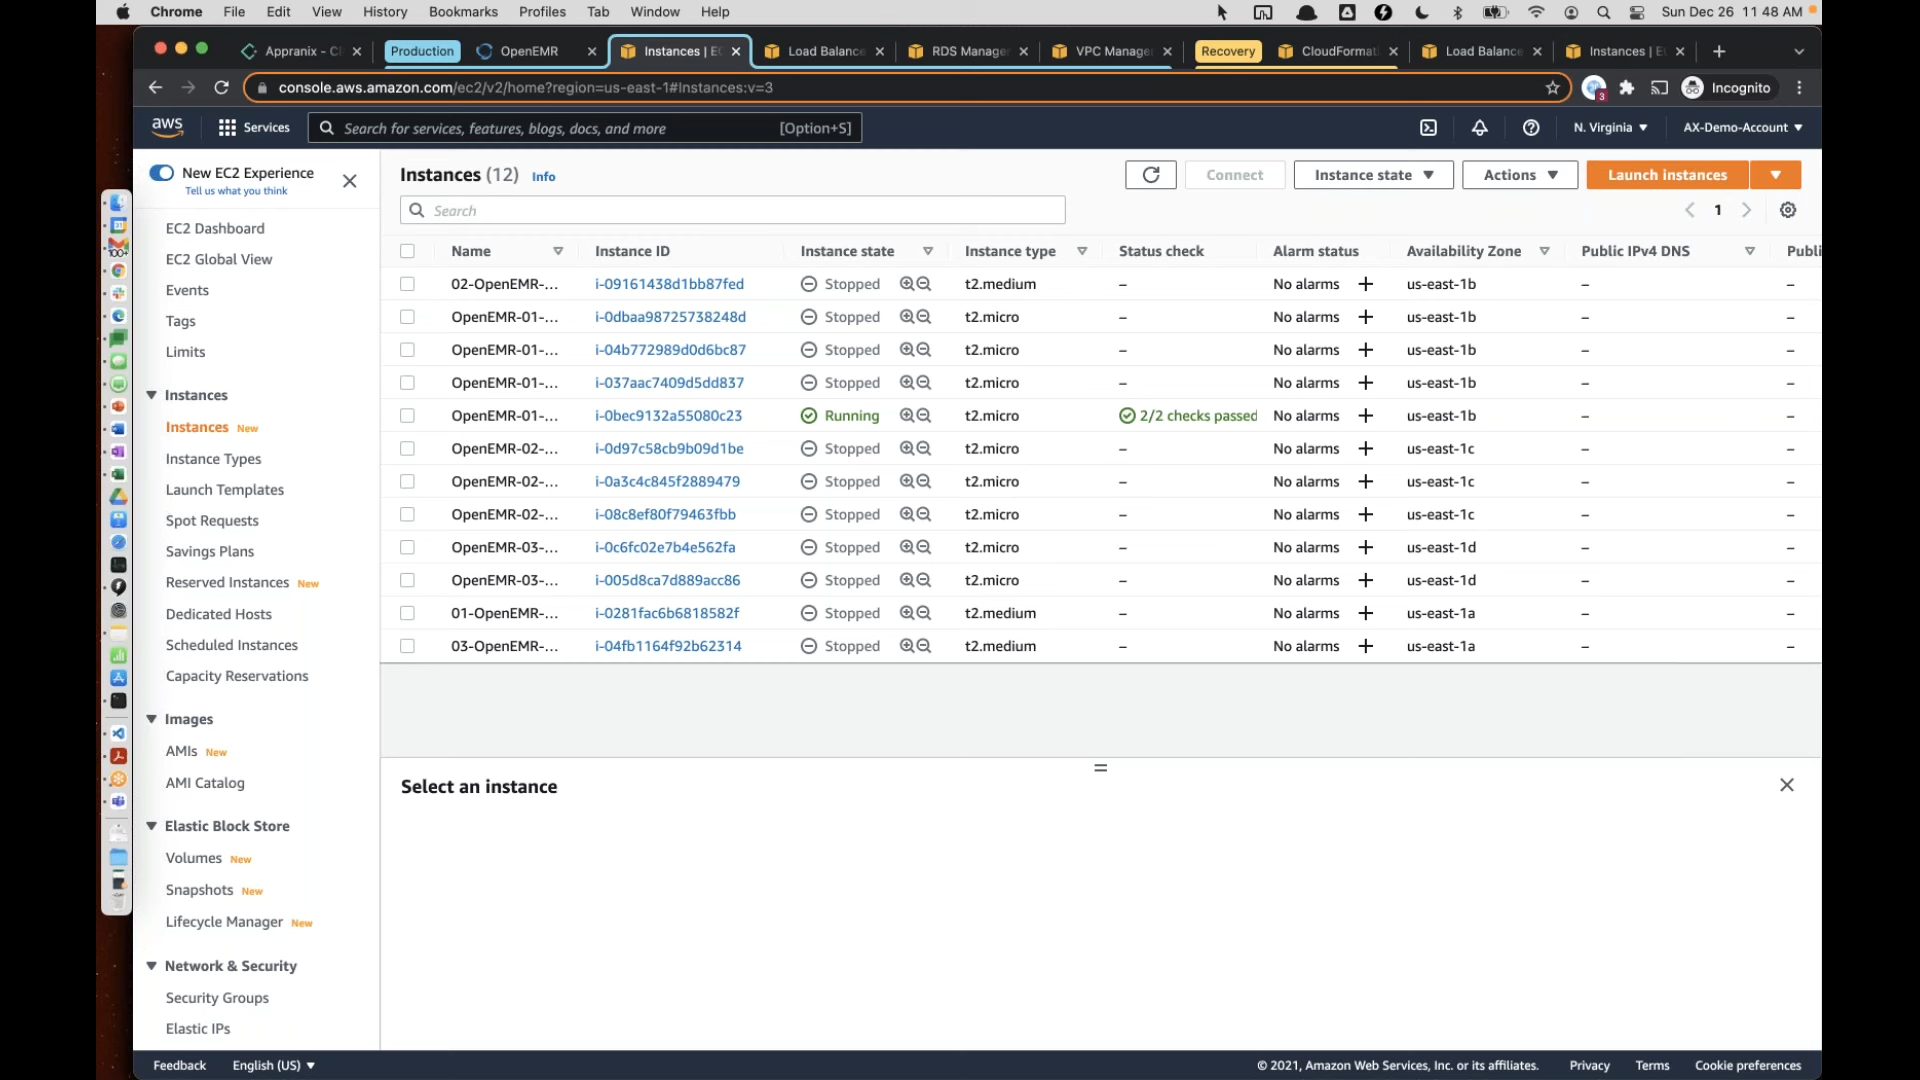 Chrome File Edit View History Bookmarks Profiles Tab Window Help Sun Dec 26 11:48 AM
Appranix - Cl Production OpenEMR Instances | EC Load Balance RDS Manage VPC Manage Recovery CloudFormat Load Balance Instances | E
console.aws.amazon.com/ec2/v2/home?region=us-east-1#Instances:v=3 3 Incognito
aws Services Search for services, features, blogs, docs, and more [Option+S] N. Virginia AX-Demo-Account
New EC2 Experience
Tell us what you think
EC2 Dashboard
EC2 Global View
Events
Tags
Limits
Instances
Instances New
Instance Types
Launch Templates
Spot Requests
Savings Plans
Reserved Instances New
Dedicated Hosts
Scheduled Instances
Capacity Reservations
Images
AMIs New
AMI Catalog
Elastic Block Store
Volumes New
Snapshots New
Lifecycle Manager New
Network & Security
Security Groups
Elastic IPs
Instances (12) Info Connect Instance state Actions Launch instances
Search 1
Name Instance ID Instance state Instance type Status check Alarm status Availability Zone Public IPv4 DNS Publi
02-OpenEMR-... i-09161438d1bb87fed Stopped t2.medium – No alarms + us-east-1b – –
OpenEMR-01-... i-0dbaa98725738248d Stopped t2.micro – No alarms + us-east-1b – –
OpenEMR-01-... i-04b772989d0d6bc87 Stopped t2.micro – No alarms + us-east-1b – –
OpenEMR-01-... i-037aac7409d5dd837 Stopped t2.micro – No alarms + us-east-1b – –
OpenEMR-01-... i-0bec9132a55080c23 Running t2.micro 2/2 checks passed No alarms + us-east-1b – –
OpenEMR-02-... i-0d97c58cb9b09d1be Stopped t2.micro – No alarms + us-east-1c – –
OpenEMR-02-... i-0a3c4c845f2889479 Stopped t2.micro – No alarms + us-east-1c – –
OpenEMR-02-... i-08c8ef80f79463fbb Stopped t2.micro – No alarms + us-east-1c – –
OpenEMR-03-... i-0c6fc02e7b4e562fa Stopped t2.micro – No alarms + us-east-1d – –
OpenEMR-03-... i-005d8ca7d889acc86 Stopped t2.micro – No alarms + us-east-1d – –
01-OpenEMR-... i-0281fac6b6818582f Stopped t2.medium – No alarms + us-east-1a – –
03-OpenEMR-... i-04fb1164f92b62314 Stopped t2.medium – No alarms + us-east-1a – –
Select an instance
Feedback English (US) © 2021, Amazon Web Services, Inc. or its affiliates. Privacy Terms Cookie preferences